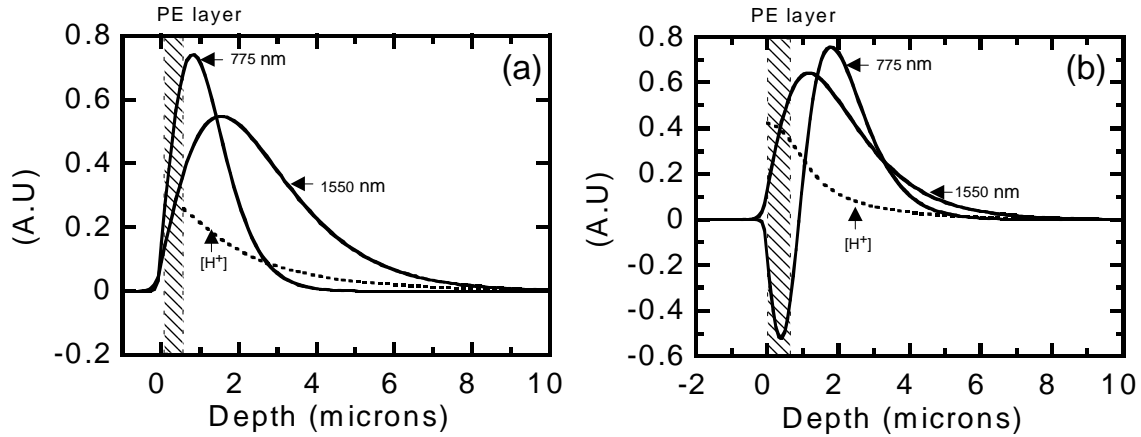 PE layer
0.8
0.6
0.4
0.2
0
-0.2
(A.U)
0 2 4 6 8 10
Depth (microns)
775 nm
1550 nm
[H+]
(a)
PE layer
0.8
0.6
0.4
0.2
0
-0.2
-0.4
-0.6
(A.U)
-2 0 2 4 6 8 10
Depth (microns)
775 nm
1550 nm
[H+]
(b)